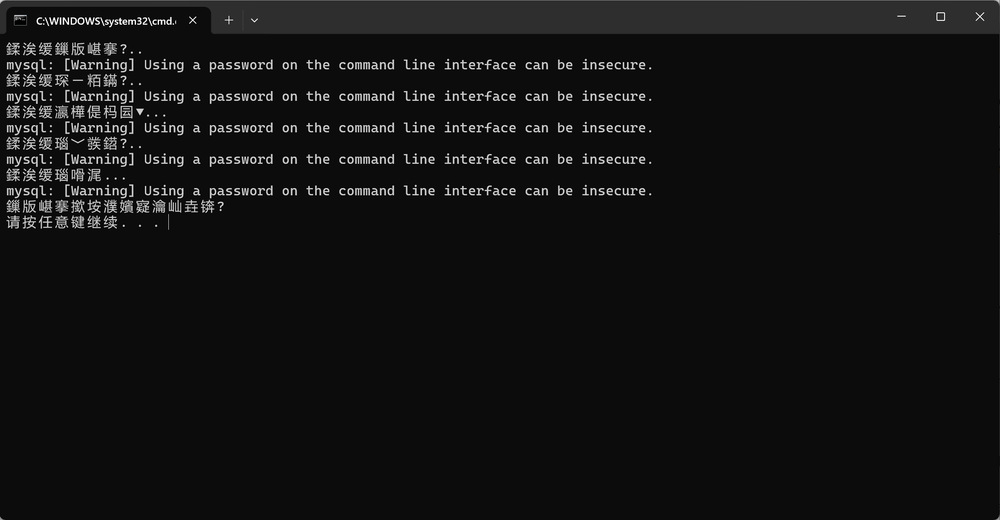 鍒涘缓鏁版嵁搴?..
mysql: [Warning] Using a password on the command line interface can be insecure.
鍒涘缓琛ㄧ粨鏋?..
mysql: [Warning] Using a password on the command line interface can be insecure.
鍒涘缓瀛樺偍杩囩▼...
mysql: [Warning] Using a password on the command line interface can be insecure.
鍒涘缓瑙﹀彂鍣?..
mysql: [Warning] Using a password on the command line interface can be insecure.
鍒涘缓瑙嗗浘...
mysql: [Warning] Using a password on the command line interface can be insecure.
鏁版嵁搴撳垵濮嬪寲瀹屾垚锛?
请按任意键继续. . .
C:\WINDOWS\system32\cmd.